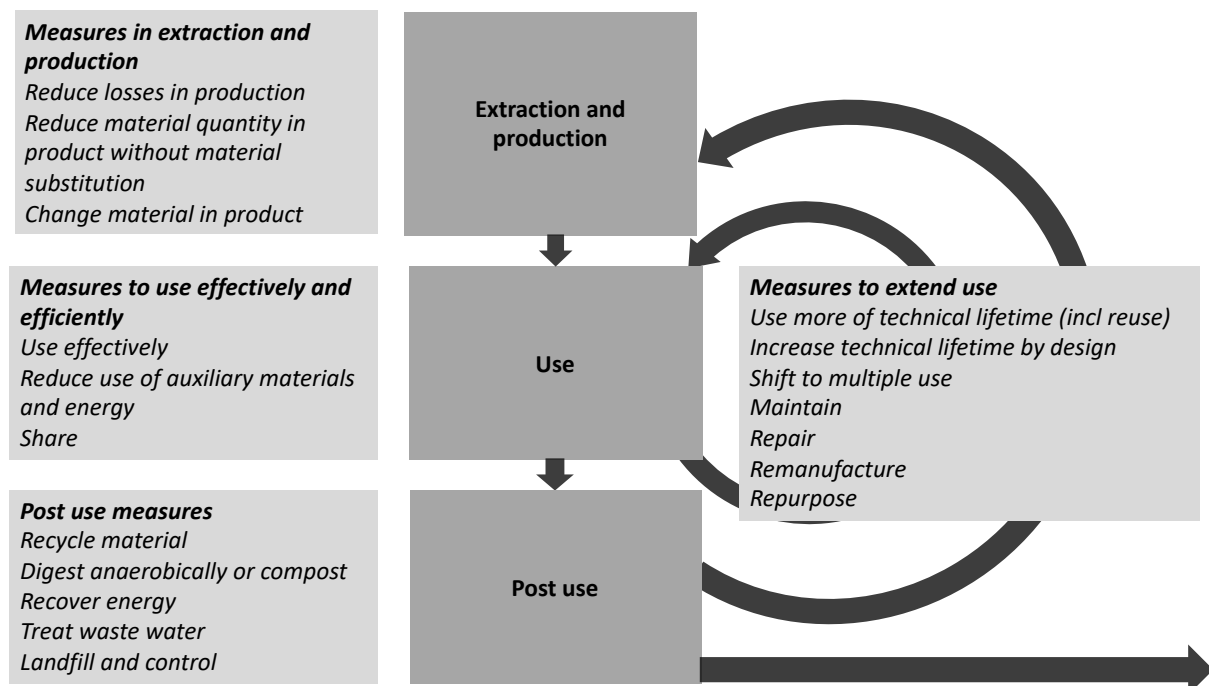 Measures in extraction and
production
Reduce losses in production
Reduce material quantity in
product without material
substitution
Change material in product
Extraction and
production
Measures to use effectively and
efficiently
Use effectively
Reduce use of auxiliary materials
and energy
Share
Use
Measures to extend use
Use more of technical lifetime (incl reuse)
Increase technical lifetime by design
Shift to multiple use
Maintain
Repair
Remanufacture
Repurpose
Post use measures
Recycle material
Digest anaerobically or compost
Recover energy
Treat waste water
Landfill and control
Post use